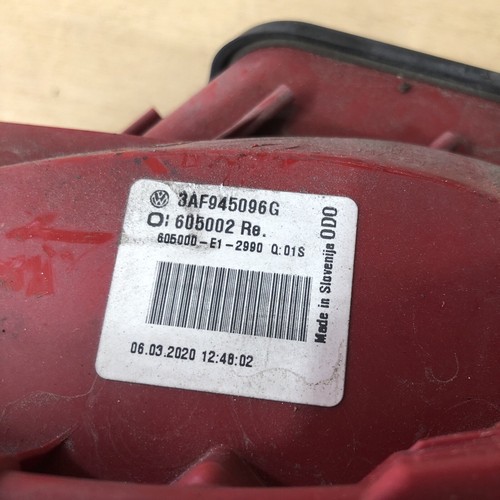 3AF945096G
605002 Re.
605000-E1-2990 Q:01S
06.03.2020 12:48:02
Made in Slovenija ODO